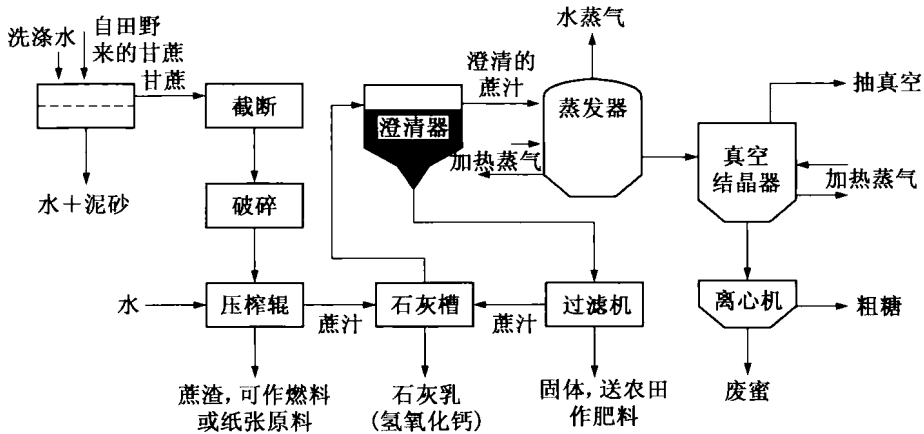 洗涤水
自田野
来的甘蔗
甘蔗
截断
水+泥砂
破碎
水
压榨辊
蔗汁
蔗渣,可作燃料
或纸张原料
石灰槽
石灰乳
(氢氧化钙)
澄清器
澄清的
蔗汁
水蒸气
蒸发器
加热蒸气
蔗汁
过滤机
固体,送农田
作肥料
抽真空
真空
结晶器
加热蒸气
离心机
粗糖
废蜜